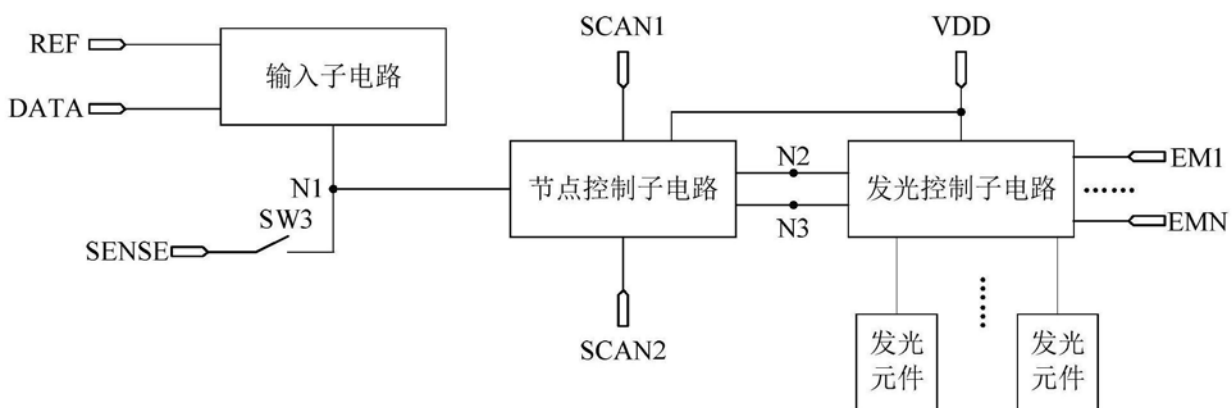 SCAN1
VDD
REF
输入子电路
DATA
N1
节点控制子电路
N2
N3
发光控制子电路
EM1
······
EMN
SW3
SENSE
SCAN2
发光
元件
发光
元件